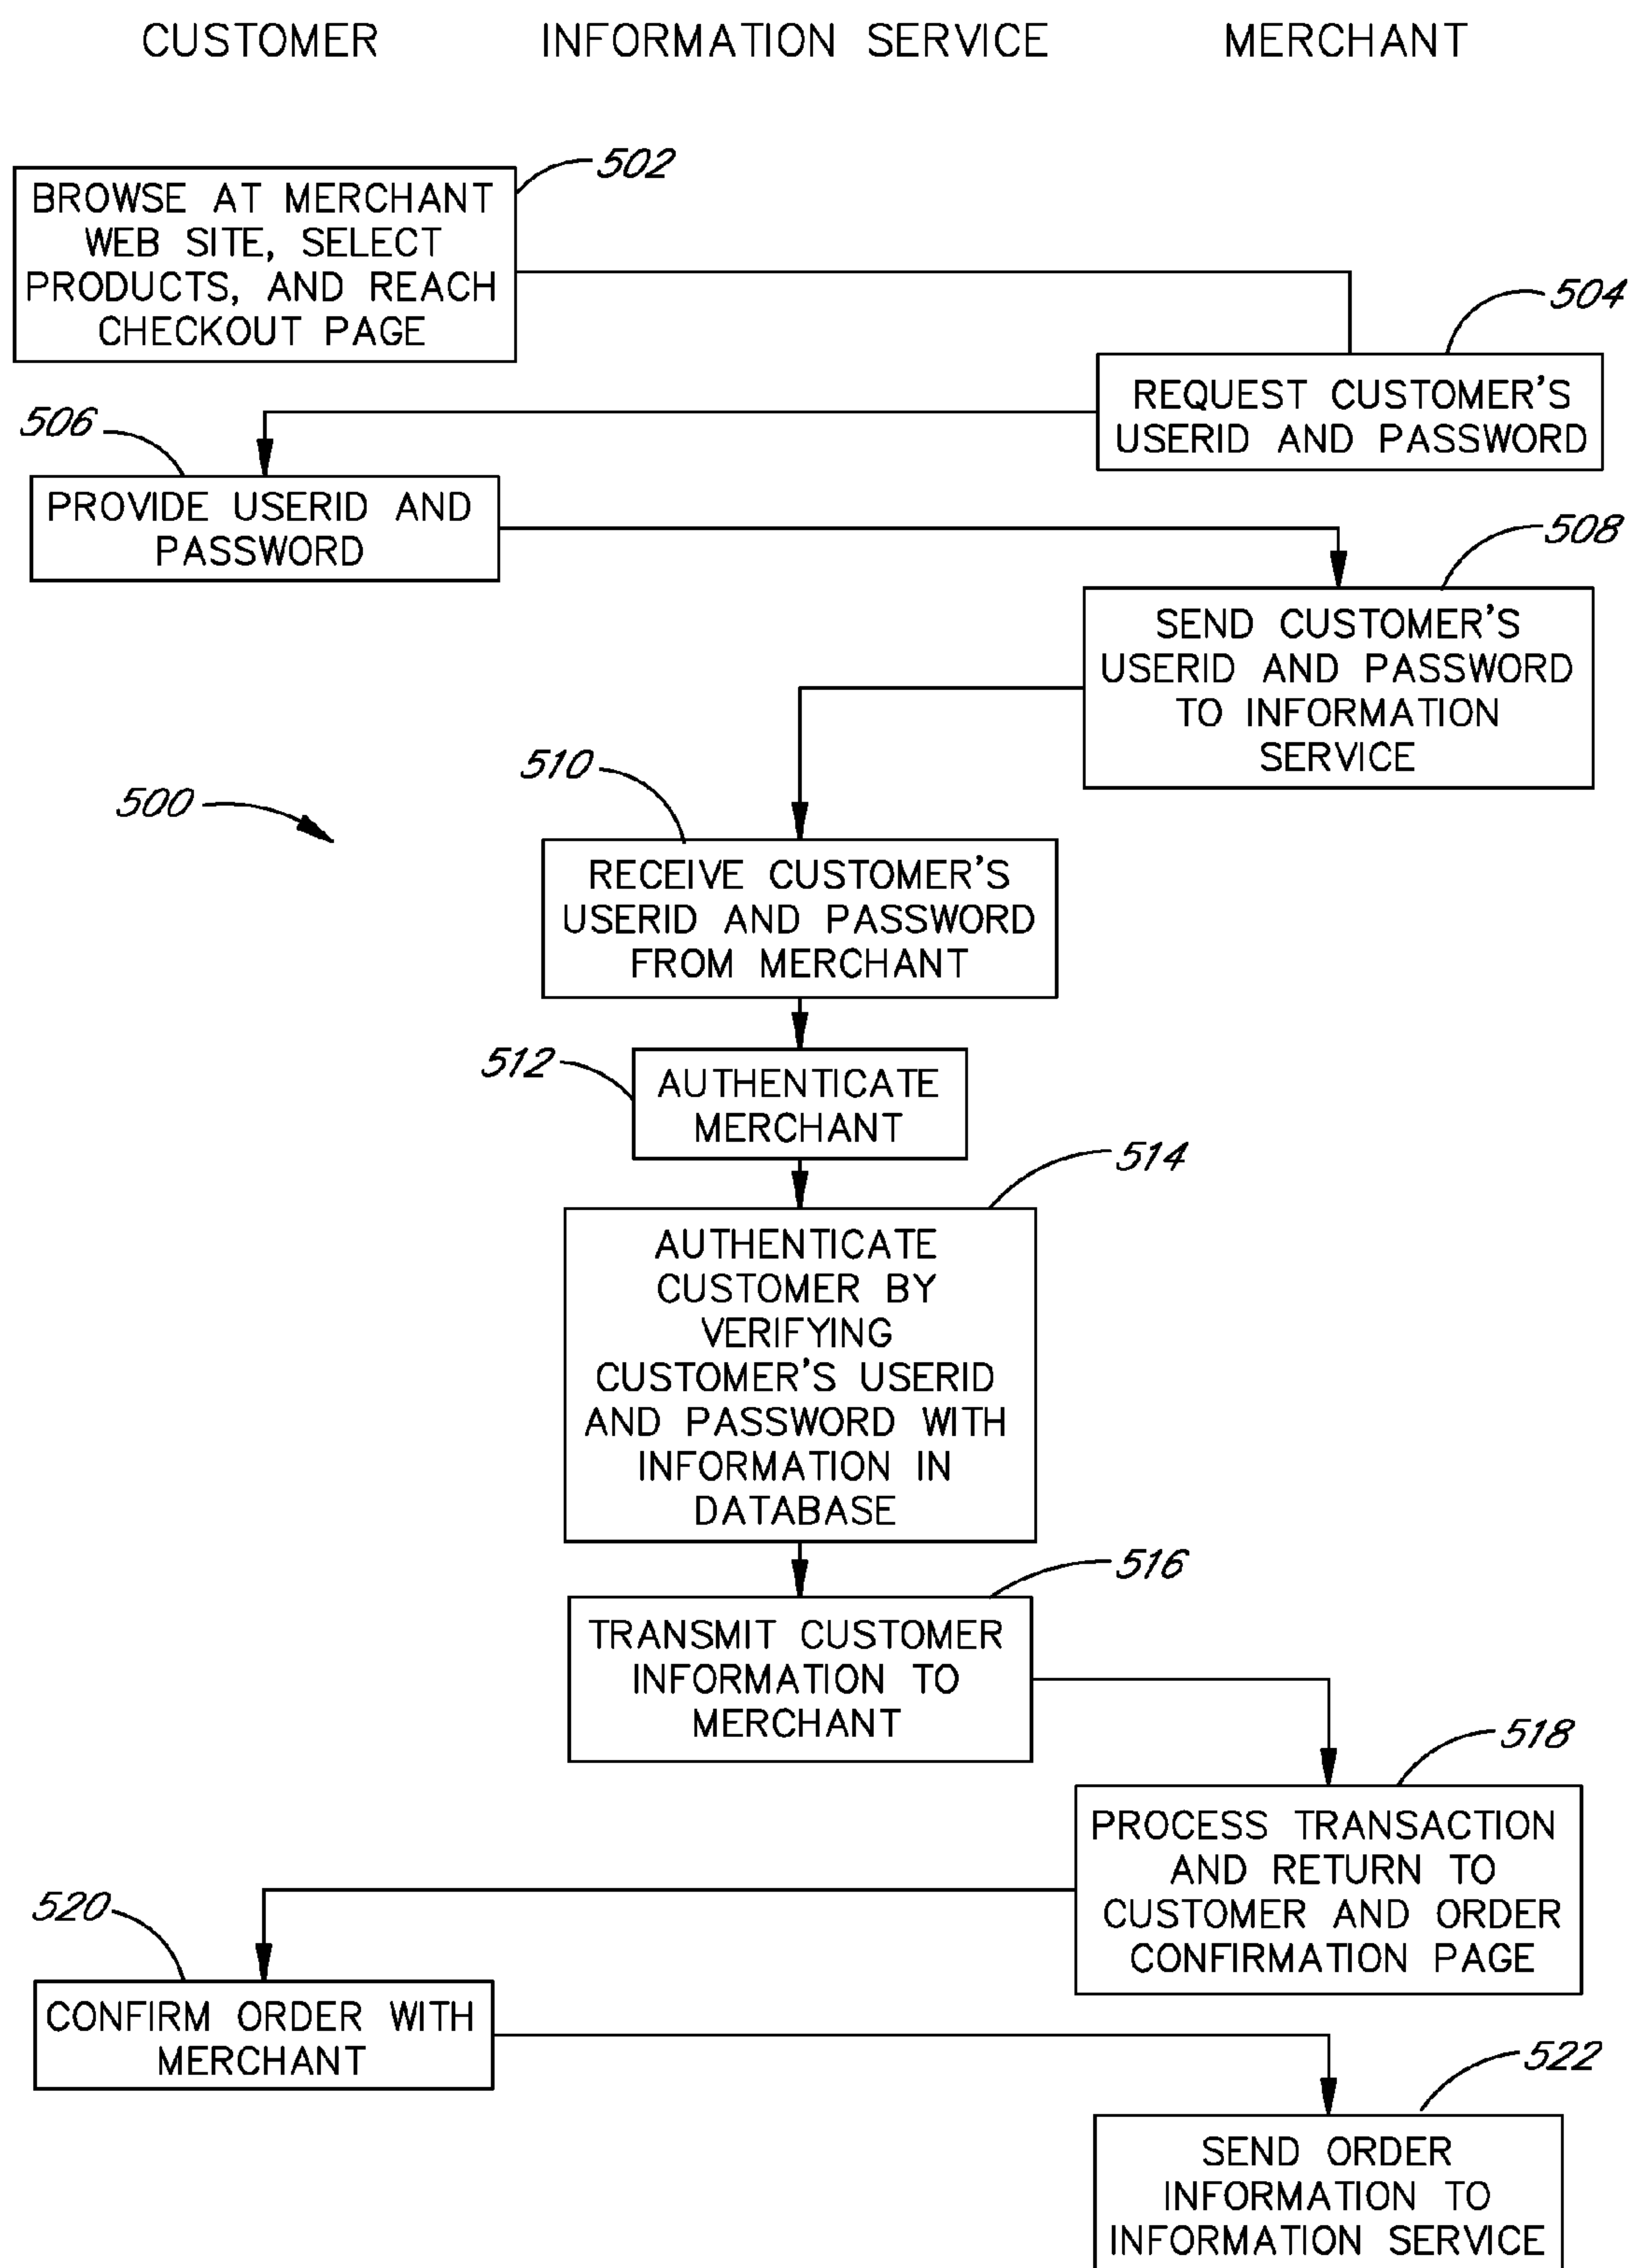 CUSTOMER INFORMATION SERVICE MERCHANT
502
BROWSE AT MERCHANT
WEB SITE, SELECT
PRODUCTS, AND REACH
CHECKOUT PAGE
504
REQUEST CUSTOMER'S
USERID AND PASSWORD
506
PROVIDE USERID AND
PASSWORD
508
SEND CUSTOMER'S
USERID AND PASSWORD
TO INFORMATION
SERVICE
510
500
RECEIVE CUSTOMER'S
USERID AND PASSWORD
FROM MERCHANT
512
AUTHENTICATE
MERCHANT
514
AUTHENTICATE
CUSTOMER BY
VERIFYING
CUSTOMER'S USERID
AND PASSWORD WITH
INFORMATION IN
DATABASE
516
TRANSMIT CUSTOMER
INFORMATION TO
MERCHANT
518
PROCESS TRANSACTION
AND RETURN TO
CUSTOMER AND ORDER
CONFIRMATION PAGE
520
CONFIRM ORDER WITH
MERCHANT
522
SEND ORDER
INFORMATION TO
INFORMATION SERVICE